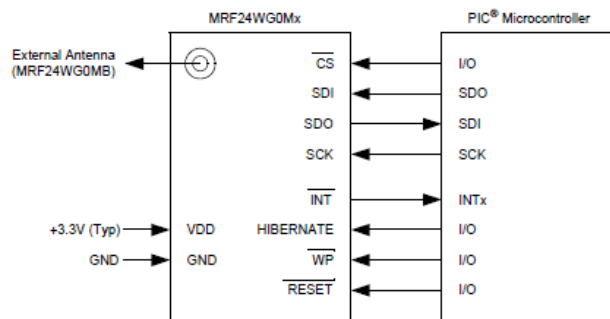 MRF24WG0Mx
PIC® Microcontroller
External Antenna
(MRF24WG0MB)
CS
I/O
SDI
SDO
SDO
SDI
SCK
SCK
INT
INTx
+3.3V (Typ)
VDD
HIBERNATE
I/O
GND
GND
WP
I/O
RESET
I/O